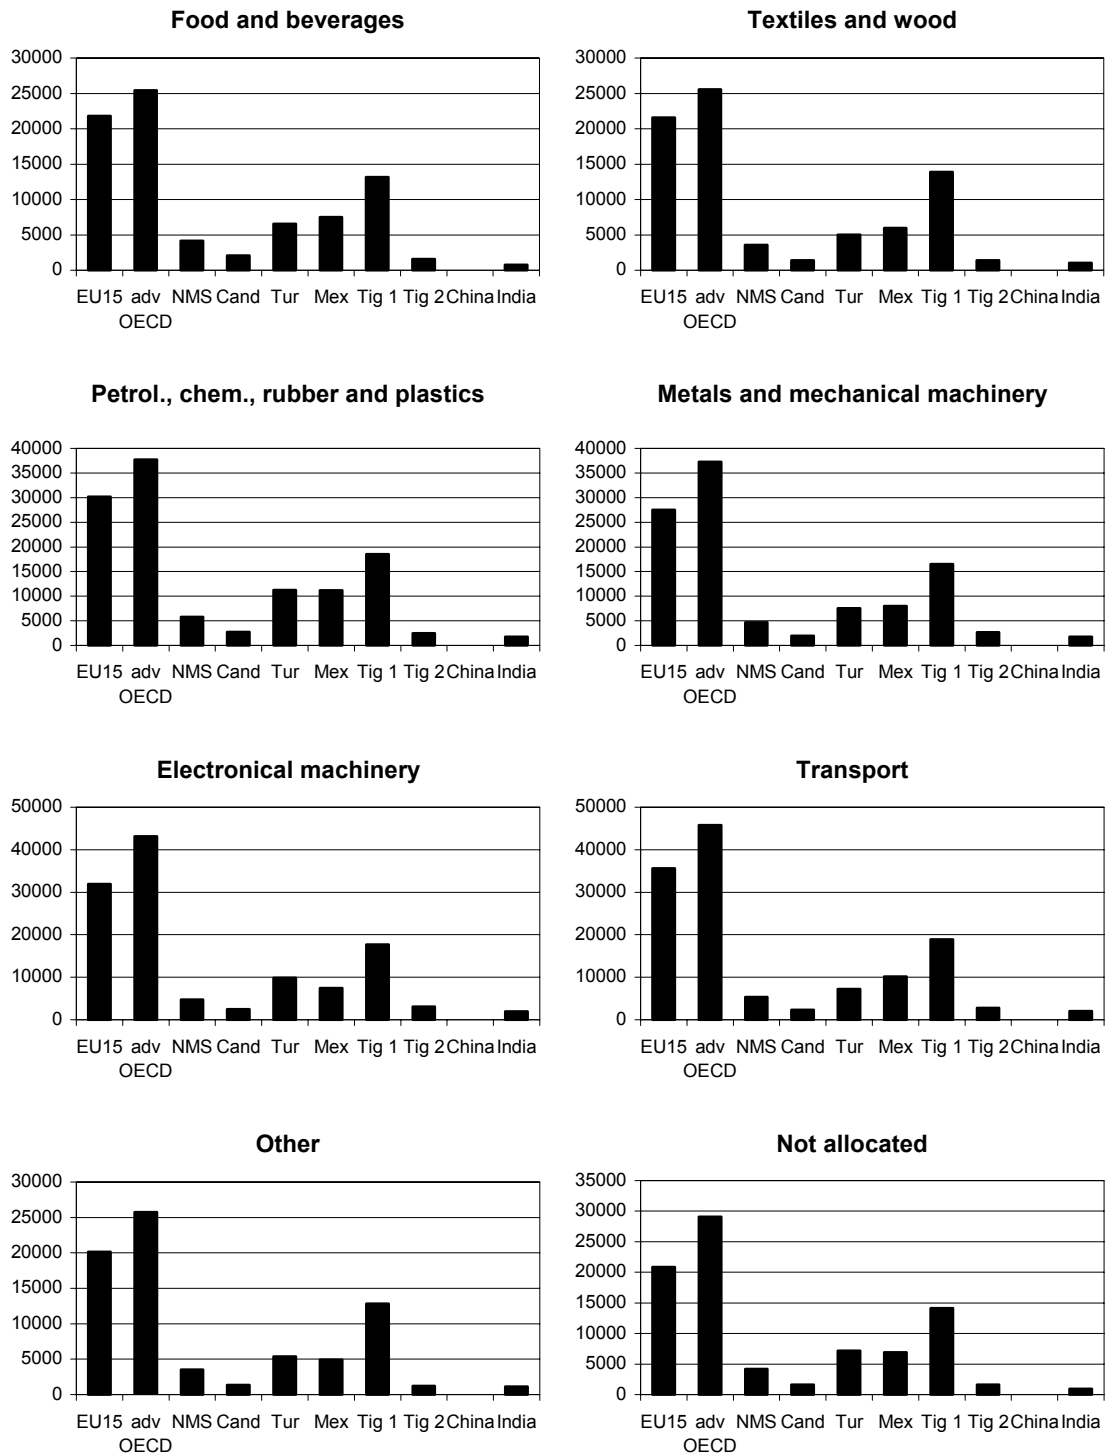 Food and beverages
30000
25000
20000
15000
10000
5000
0
EU15 adv NMS Cand Tur Mex Tig 1 Tig 2 China India
OECD
Textiles and wood
30000
25000
20000
15000
10000
5000
0
EU15 adv NMS Cand Tur Mex Tig 1 Tig 2 China India
OECD
Petrol., chem., rubber and plastics
40000
35000
30000
25000
20000
15000
10000
5000
0
EU15 adv NMS Cand Tur Mex Tig 1 Tig 2 China India
OECD
Metals and mechanical machinery
40000
35000
30000
25000
20000
15000
10000
5000
0
EU15 adv NMS Cand Tur Mex Tig 1 Tig 2 China India
OECD
Electronical machinery
50000
40000
30000
20000
10000
0
EU15 adv NMS Cand Tur Mex Tig 1 Tig 2 China India
OECD
Transport
50000
40000
30000
20000
10000
0
EU15 adv NMS Cand Tur Mex Tig 1 Tig 2 China India
OECD
Other
30000
25000
20000
15000
10000
5000
0
EU15 adv NMS Cand Tur Mex Tig 1 Tig 2 China India
OECD
Not allocated
35000
30000
25000
20000
15000
10000
5000
0
EU15 adv NMS Cand Tur Mex Tig 1 Tig 2 China India
OECD